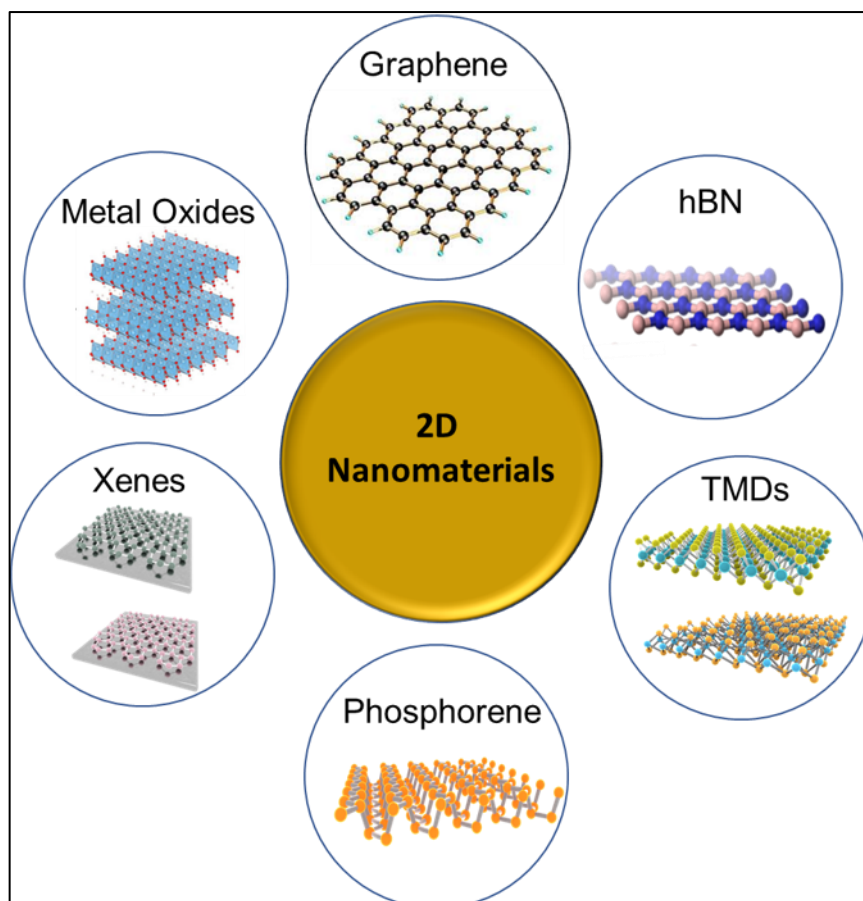 Graphene
Metal Oxides
hBN
2D
Nanomaterials
Xenes
TMDs
Phosphorene